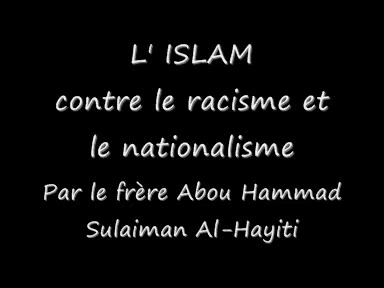 L' ISLAM
contre le racisme et
le nationalisme
Par le frère Abou Hammad
Sulaiman Al-Hayiti